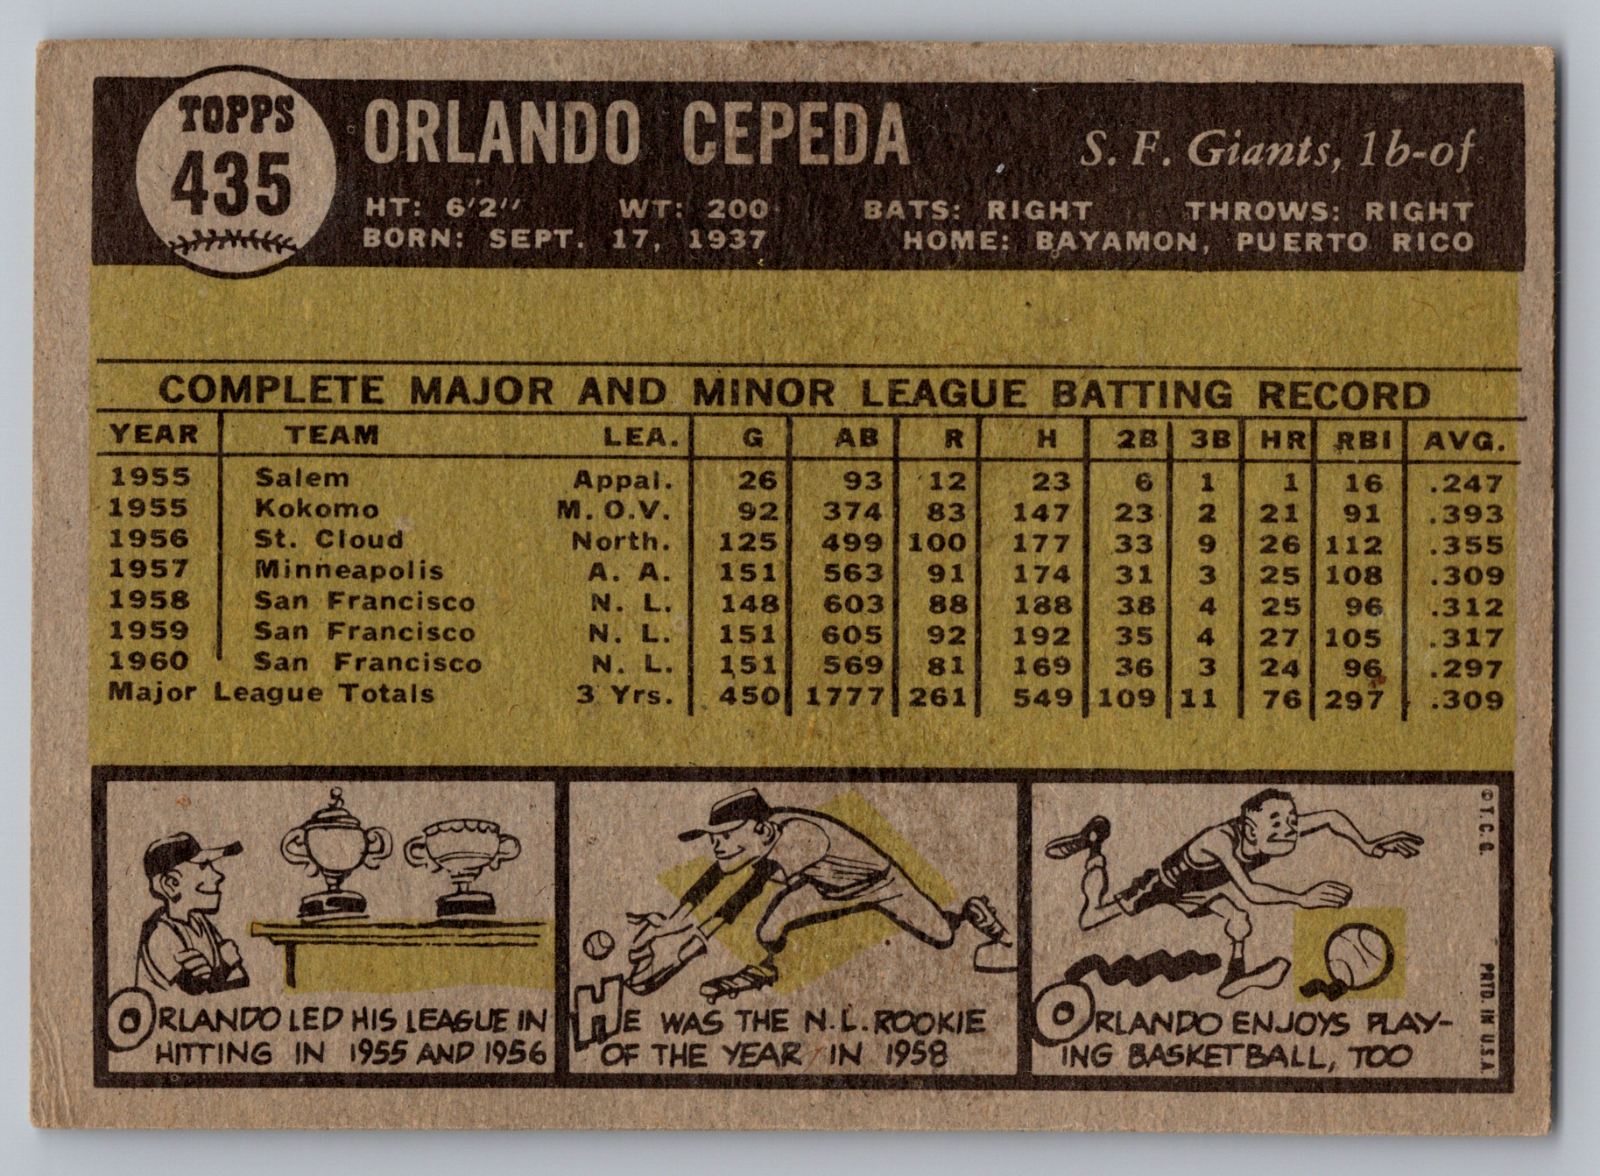 TOPPS
435
ORLANDO CEPEDA
S. F. Giants, 1b-of
HT: 6'2" WT: 200 BATS: RIGHT THROWS: RIGHT
BORN: SEPT. 17, 1937 HOME: BAYAMON, PUERTO RICO
COMPLETE MAJOR AND MINOR LEAGUE BATTING RECORD
YEAR TEAM LEA. G AB R H 2B 3B HR RBI AVG.
1955 Salem Appal. 26 93 12 23 6 1 1 16 .247
1955 Kokomo M. O.V. 92 374 83 147 23 2 21 91 .393
1956 St. Cloud North. 125 499 100 177 33 9 26 112 .355
1957 Minneapolis A. A. 151 563 91 174 31 3 25 108 .309
1958 San Francisco N. L. 148 603 88 188 38 4 25 96 .312
1959 San Francisco N. L. 151 605 92 192 35 4 27 105 .317
1960 San Francisco N. L. 151 569 81 169 36 3 24 96 .297
Major League Totals 3 Yrs. 450 1777 261 549 109 11 76 297 .309
ORLANDO LED HIS LEAGUE IN
HITTING IN 1955 AND 1956
HE WAS THE N.L. ROOKIE
OF THE YEAR IN 1958
ORLANDO ENJOYS PLAY-
ING BASKETBALL, TOO
© T. C. G. PRTD. IN U.S.A.